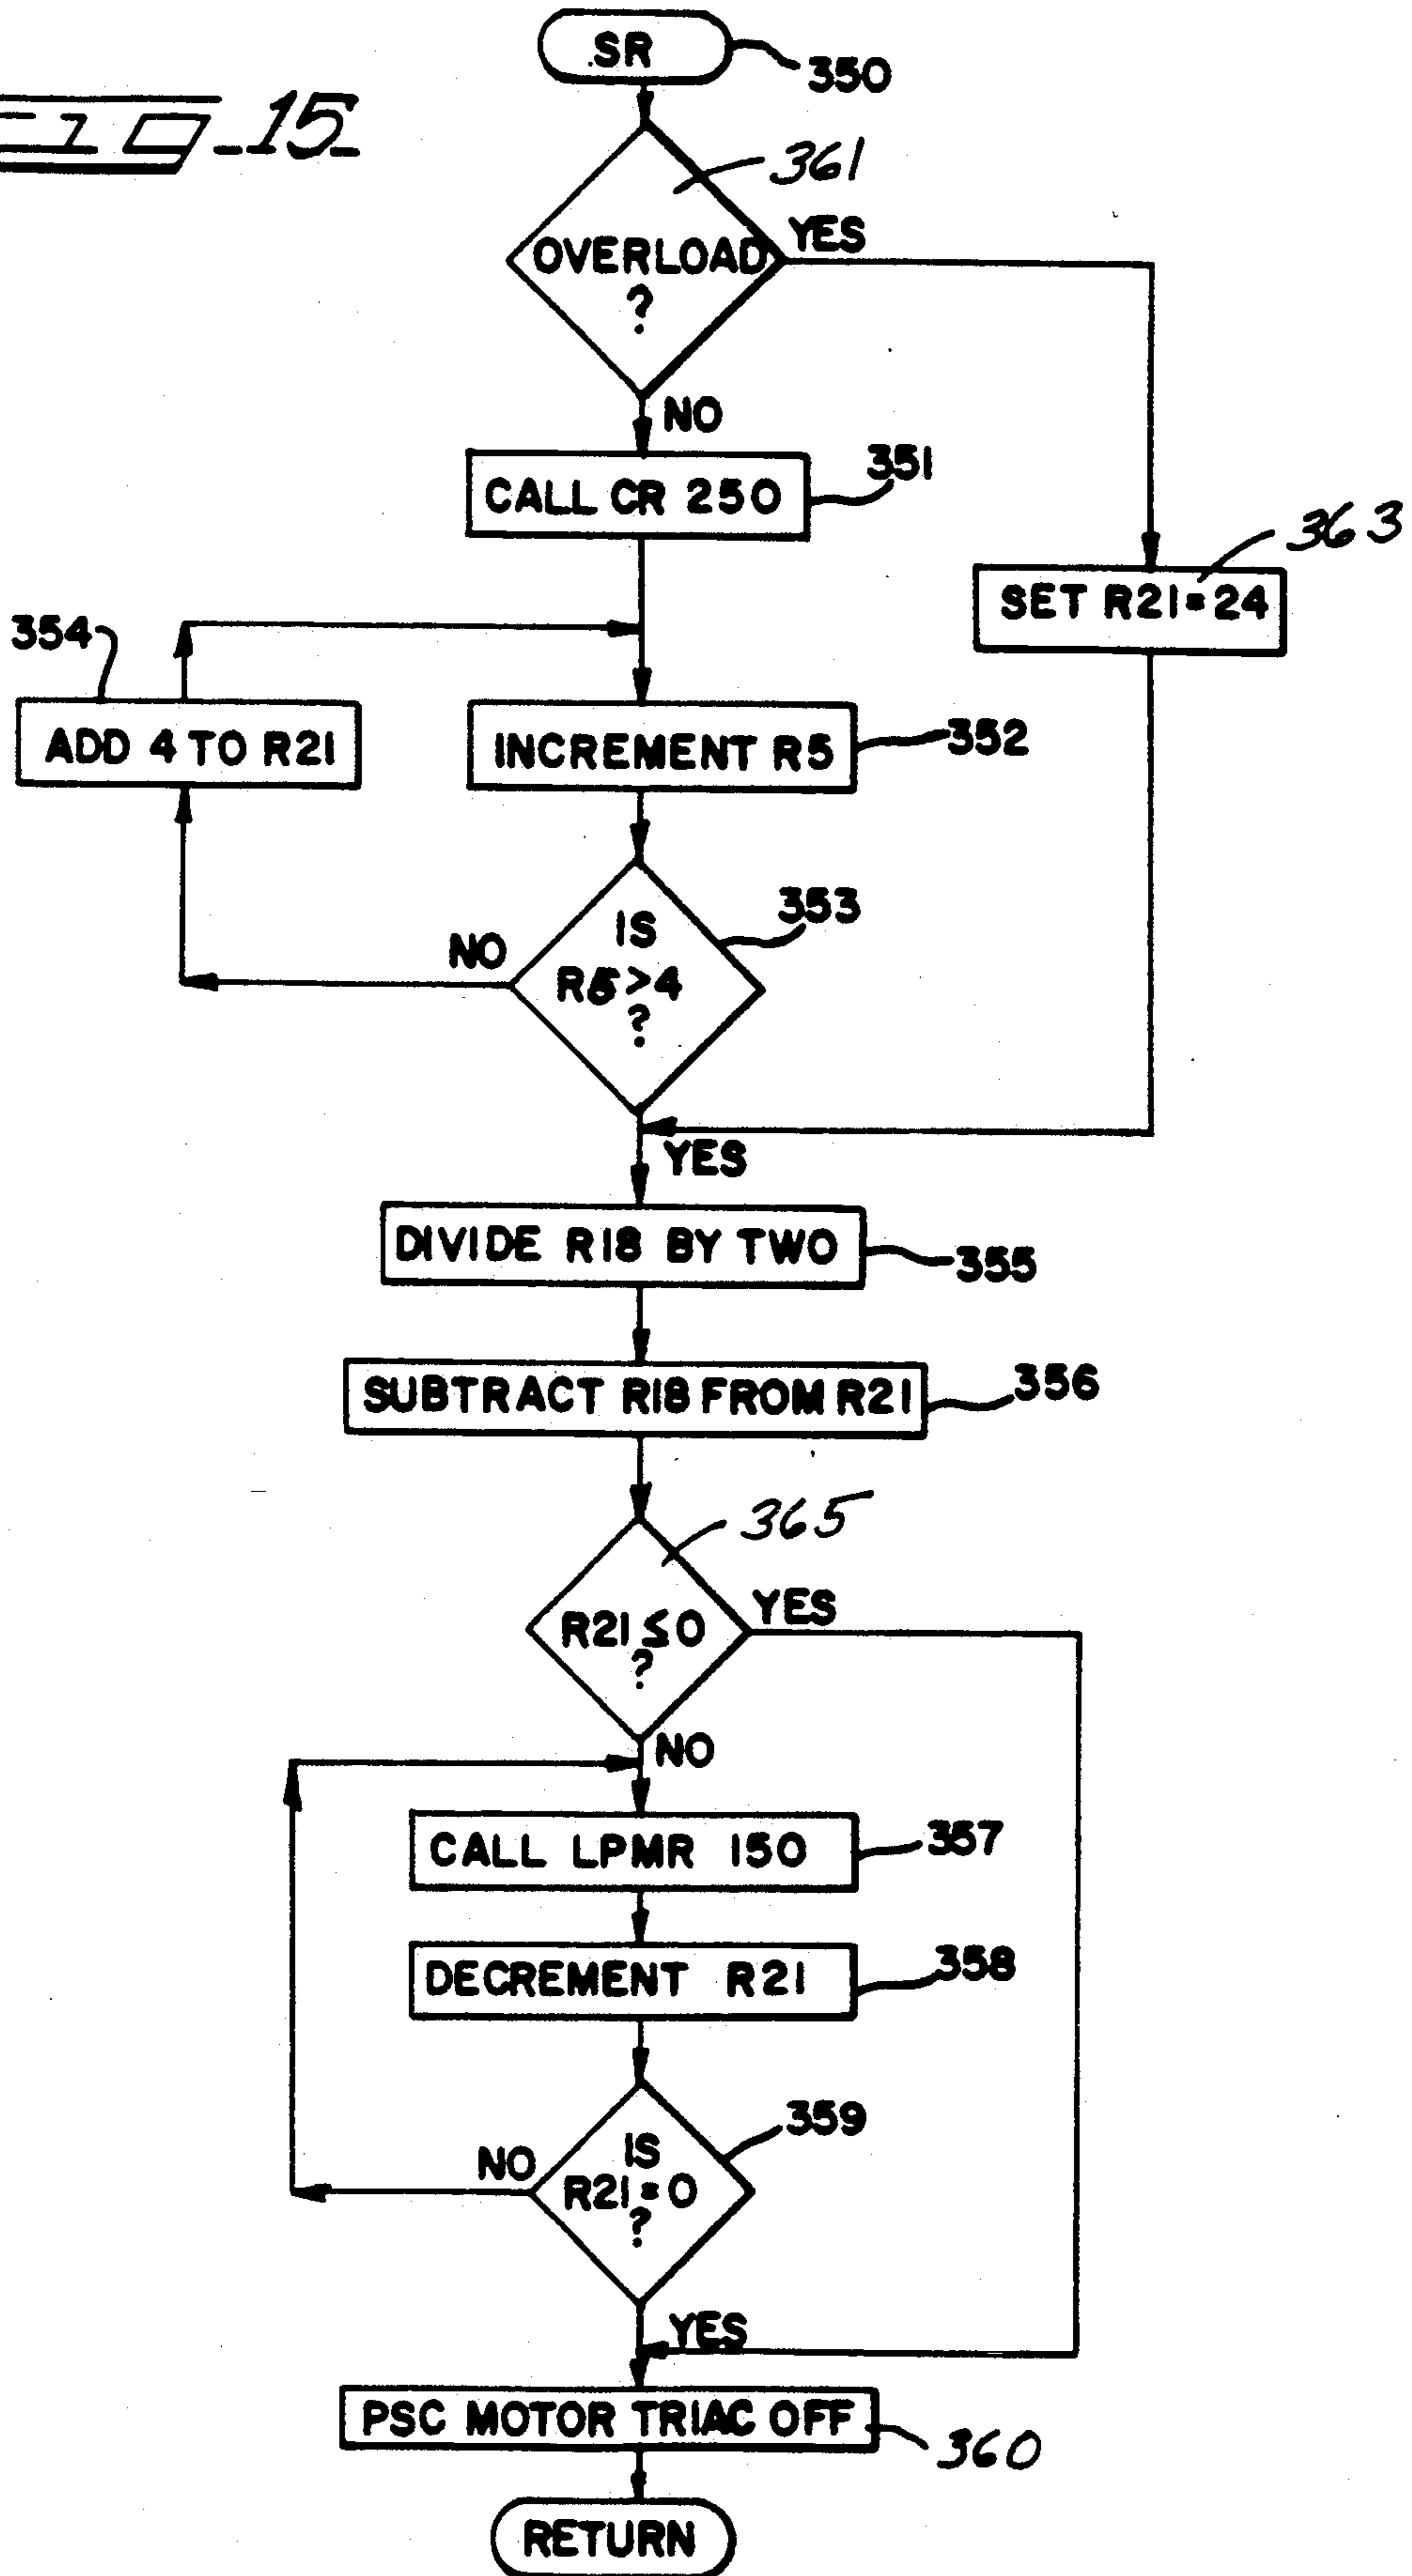 SR
350
Fig_15_
361
OVERLOAD
?
YES
NO
CALL CR 250
351
363
SET R21=24
354
ADD 4 TO R21
INCREMENT R5
352
353
IS
R5>4
?
NO
YES
DIVIDE R18 BY TWO
355
SUBTRACT R18 FROM R21
356
365
R21≤0
?
YES
NO
CALL LPMR 150
357
DECREMENT R21
358
359
IS
R21=0
?
NO
YES
PSC MOTOR TRIAC OFF
360
RETURN